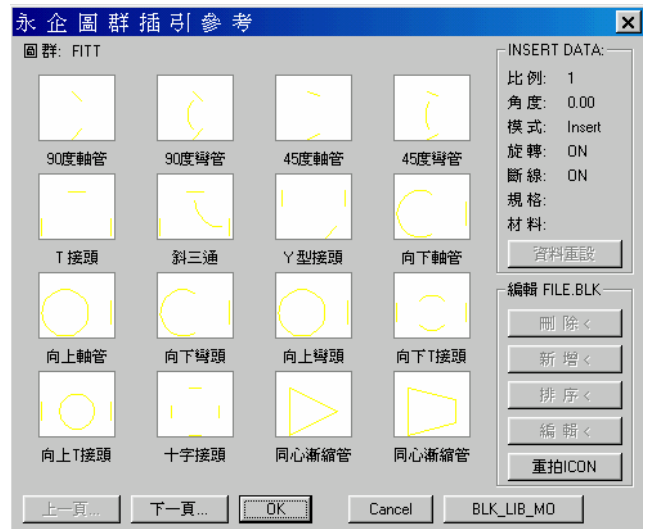 永企圖群插引參考
圖群: FITT
90度軸管 90度彎管 45度軸管 45度彎管
T 接頭 斜三通 Y 型接頭 向下軸管
向上軸管 向下彎頭 向上彎頭 向下T接頭
向上T接頭 十字接頭 同心漸縮管 同心漸縮管
上一頁... 下一頁... OK Cancel BLK_LIB_MO
INSERT DATA:
比 例: 1
角 度: 0.00
模 式: Insert
旋 轉: ON
斷 線: ON
規 格:
材 料:
資料重設
編輯 FILE.BLK
刪 除 <
新 增 <
排 序 <
編 輯 <
重拍ICON